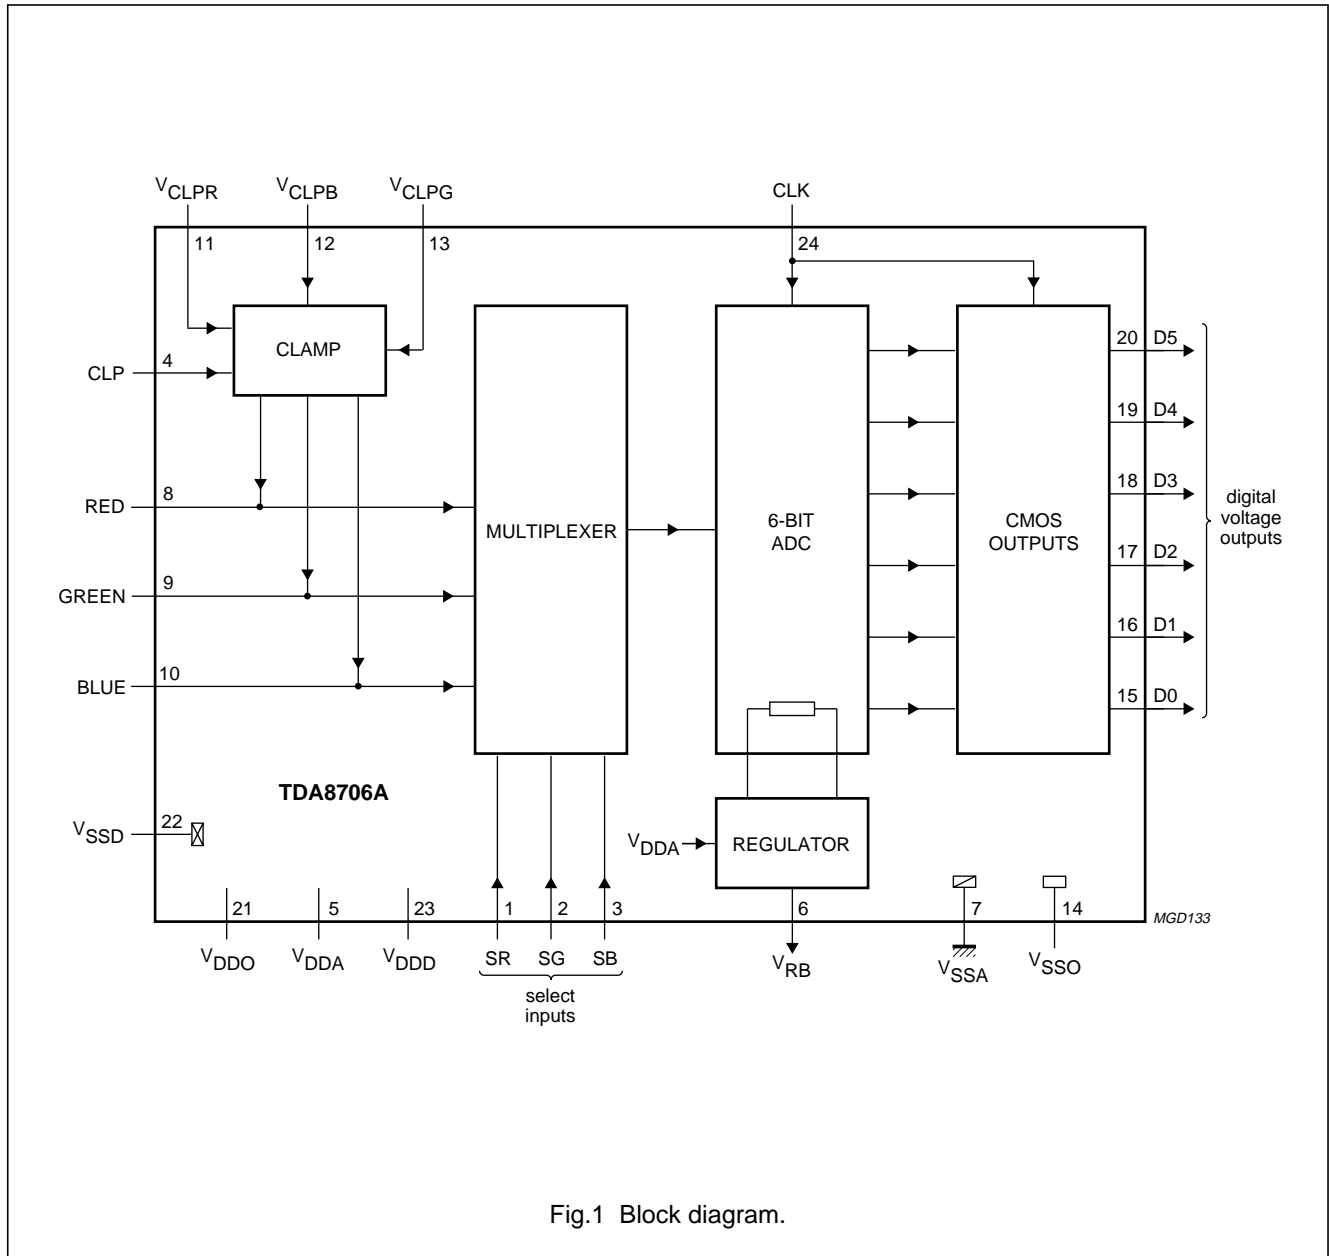 VCLPR VCLPB VCLPG CLK
11 12 13 24
CLAMP
CLP 4
20 D5
19 D4
RED 8
18 D3
MULTIPLEXER
6-BIT
ADC
CMOS
OUTPUTS
digital
voltage
outputs
17 D2
GREEN 9
16 D1
BLUE 10
15 D0
TDA8706A
VSSD 22
VDDA REGULATOR
21 5 23 1 2 3 6 7 14
MGD133
VDDO VDDA VDDD SR SG SB VRB VSSA VSSO
select
inputs
Fig.1 Block diagram.